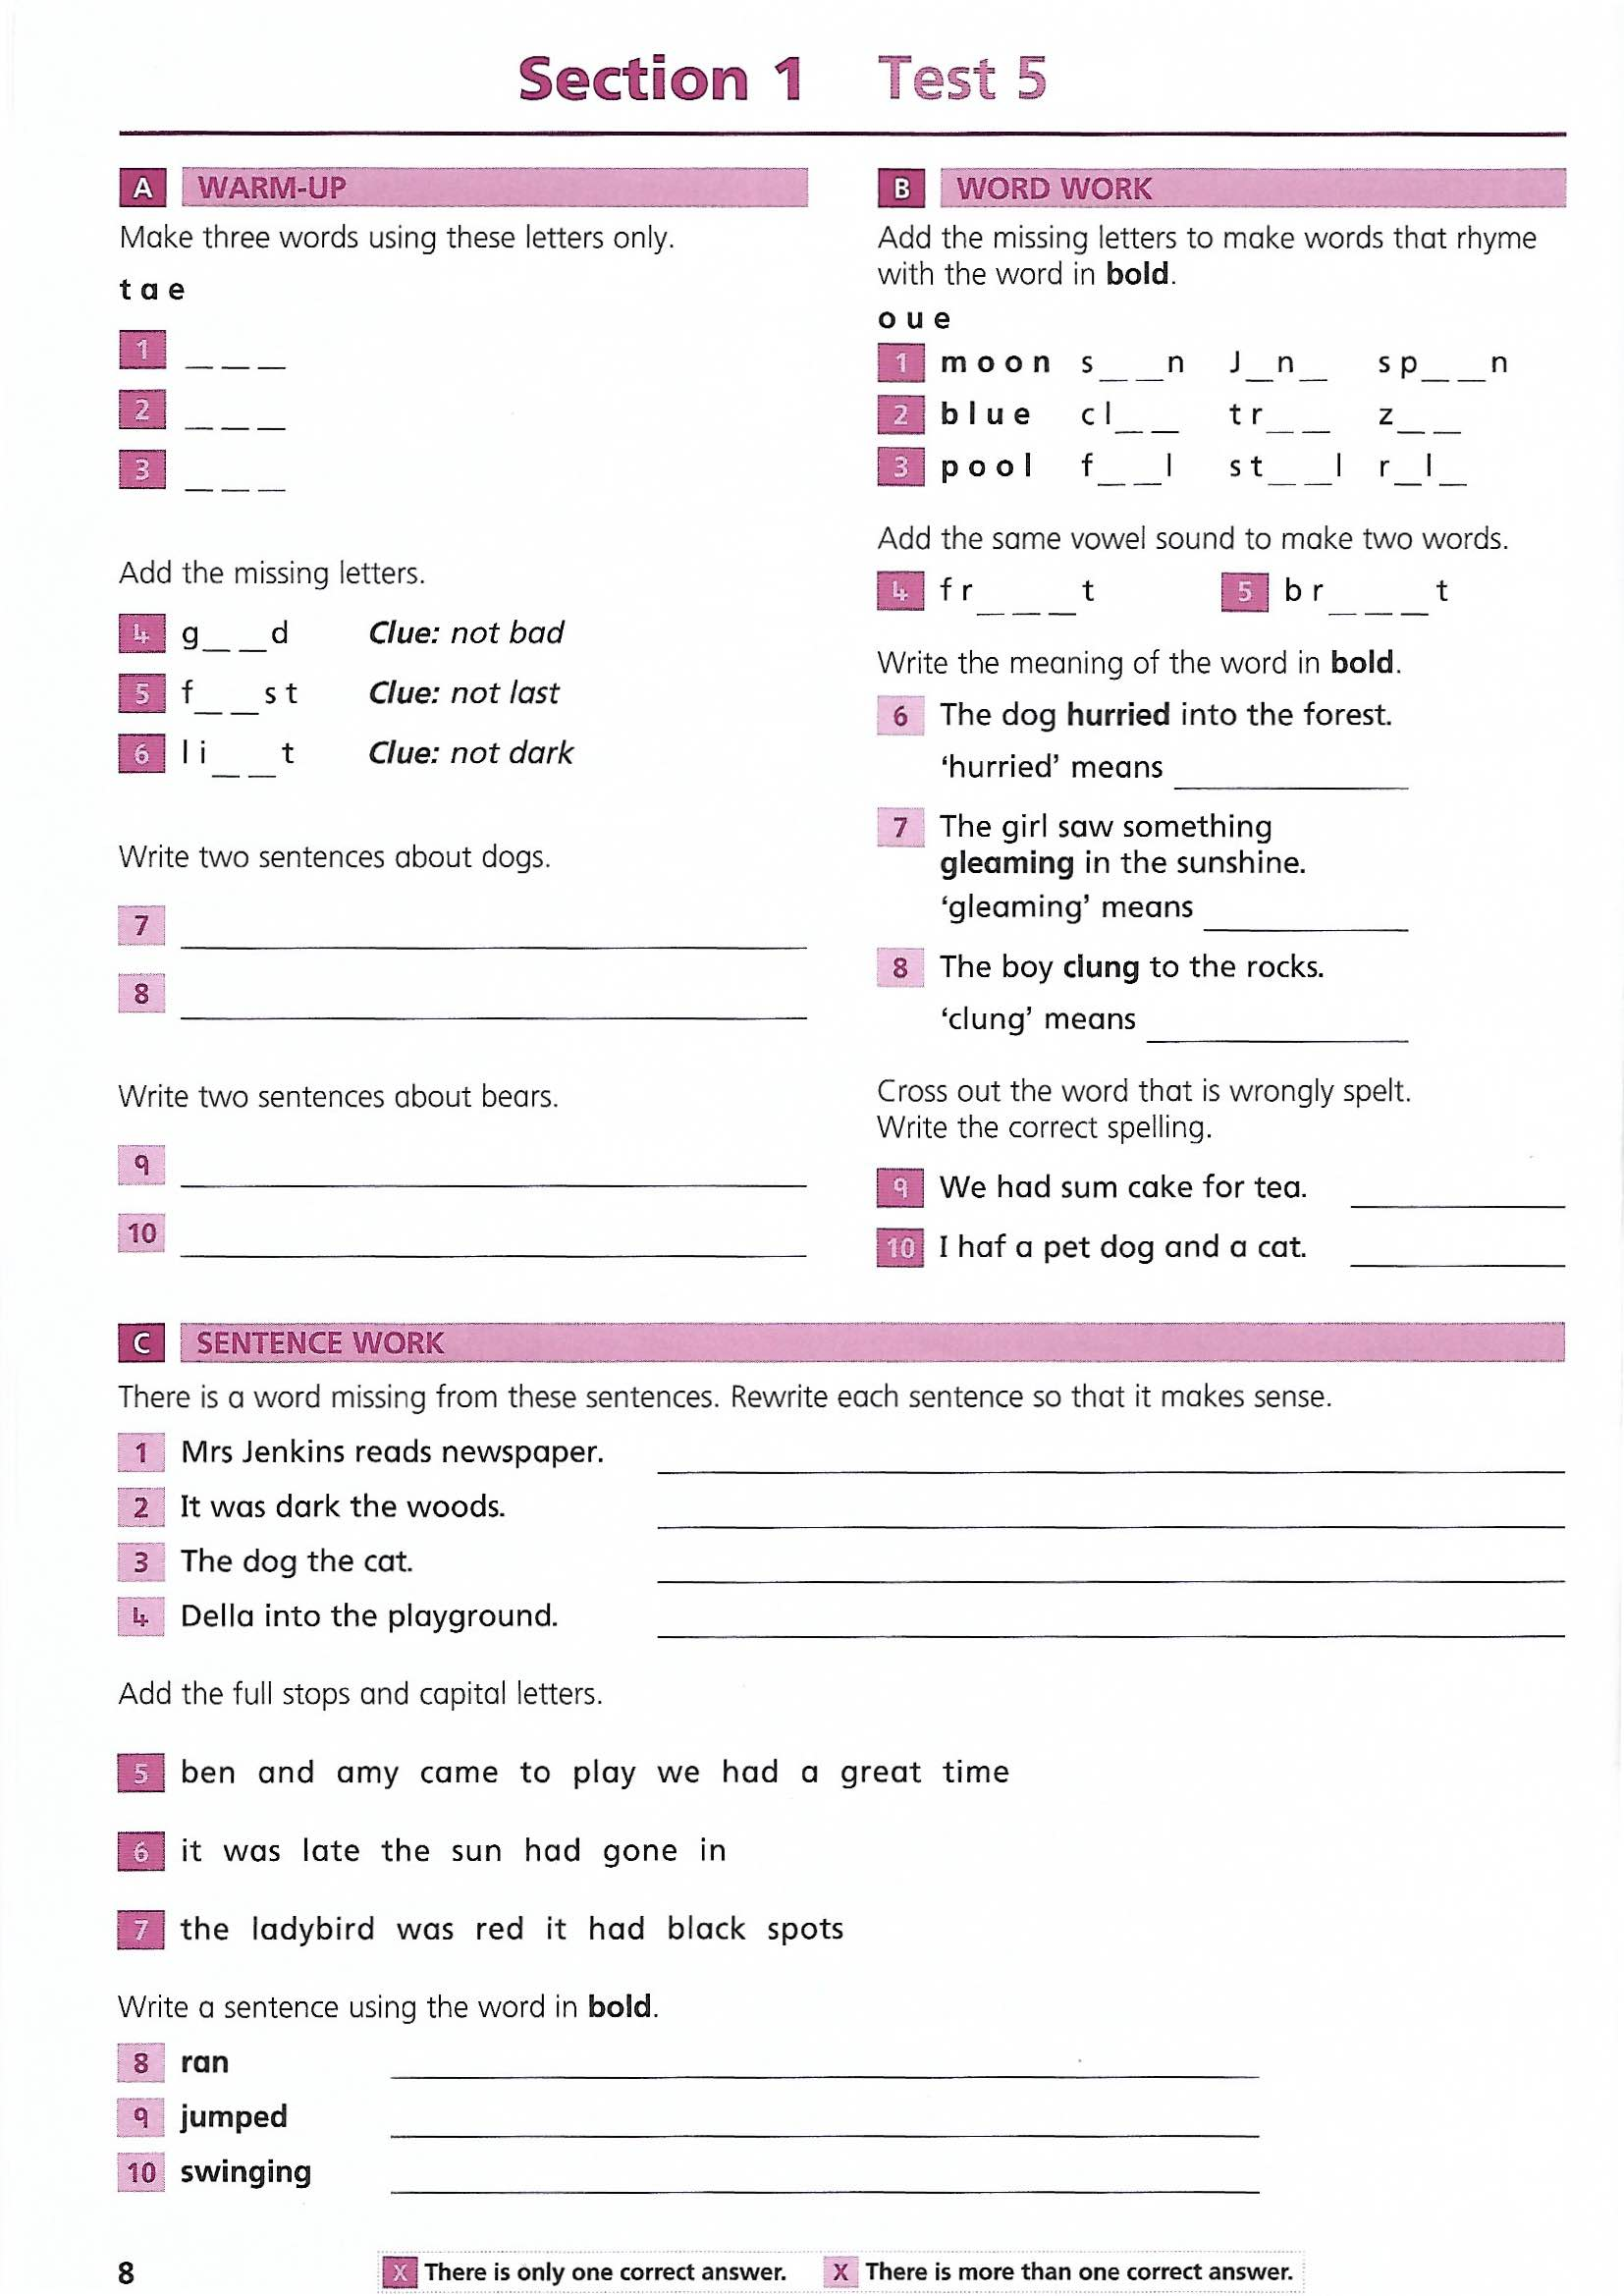 Section 1 Test 5
A WARM-UP
Make three words using these letters only.
t a e
1 _ _ _
2 _ _ _
3 _ _ _
Add the missing letters.
4 g_ _d Clue: not bad
5 f_ _st Clue: not last
6 li_ _t Clue: not dark
Write two sentences about dogs.
7
8
Write two sentences about bears.
9
10
B WORD WORK
Add the missing letters to make words that rhyme
with the word in bold.
o u e
1 moon s_ _n J_n_ sp_ _n
2 blue cl_ _ tr_ _ z_ _
3 pool f_ _l st_ _l r_l_
Add the same vowel sound to make two words.
4 fr_ _ _t 5 br_ _ _t
Write the meaning of the word in bold.
6 The dog hurried into the forest.
‘hurried’ means
7 The girl saw something
gleaming in the sunshine.
‘gleaming’ means
8 The boy clung to the rocks.
‘clung’ means
Cross out the word that is wrongly spelt.
Write the correct spelling.
9 We had sum cake for tea.
10 I haf a pet dog and a cat.
C SENTENCE WORK
There is a word missing from these sentences. Rewrite each sentence so that it makes sense.
1 Mrs Jenkins reads newspaper.
2 It was dark the woods.
3 The dog the cat.
4 Della into the playground.
Add the full stops and capital letters.
5 ben and amy came to play we had a great time
6 it was late the sun had gone in
7 the ladybird was red it had black spots
Write a sentence using the word in bold.
8 ran
9 jumped
10 swinging
8 X There is only one correct answer. X There is more than one correct answer.